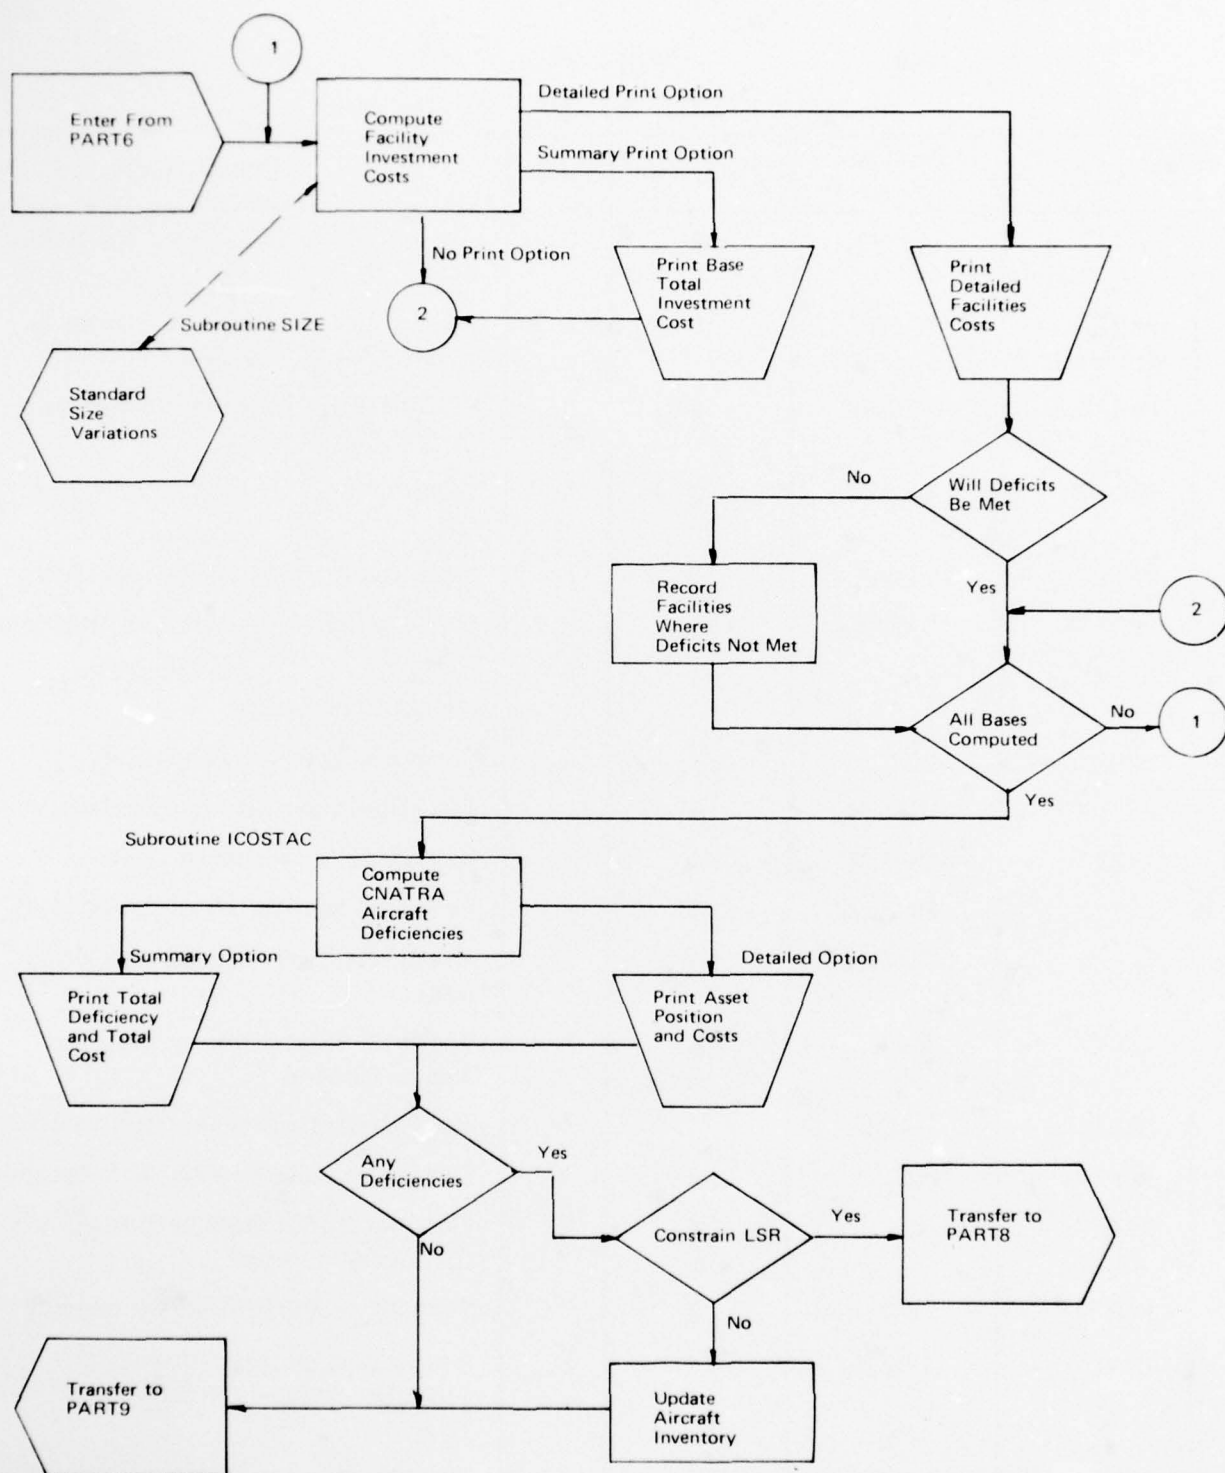 1
Enter From
PART6
Compute
Facility
Investment
Costs
Detailed Print Option
Summary Print Option
No Print Option
2
Print Base
Total
Investment
Cost
Print
Detailed
Facilities
Costs
Subroutine SIZE
Standard
Size
Variations
Will Deficits
Be Met
No
Yes
Record
Facilities
Where
Deficits Not Met
2
All Bases
Computed
No
1
Yes
Subroutine ICOSTAC
Compute
CNATRA
Aircraft
Deficiencies
Summary Option
Detailed Option
Print Total
Deficiency
and Total
Cost
Print Asset
Position
and Costs
Any
Deficiencies
Yes
No
Constrain LSR
Yes
Transfer to
PART8
No
Update
Aircraft
Inventory
Transfer to
PART9